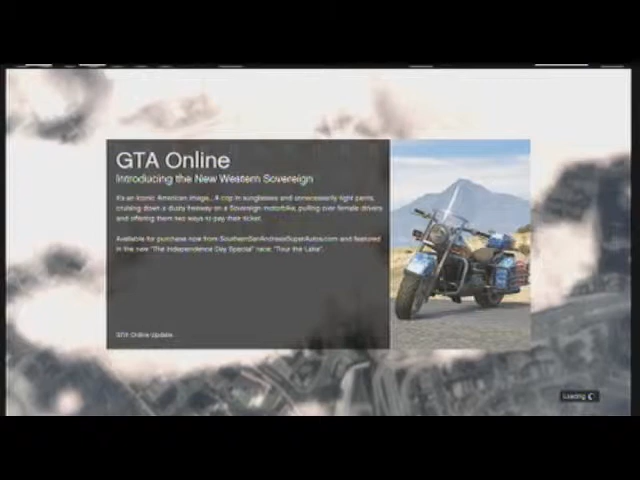 GTA Online
Introducing the New Western Sovereign
It's an iconic American image... A cop in sunglasses and unnecessarily tight pants,
cruising down a dusty freeway on a Sovereign motorbike, pulling over female drivers
and offering them two ways to pay their ticket.
Available for purchase now from SouthernSanAndreasSuperAutos.com and featured
in the new "The Independence Day Special" race, "Tour the Lake".
GTA Online Update
Loading